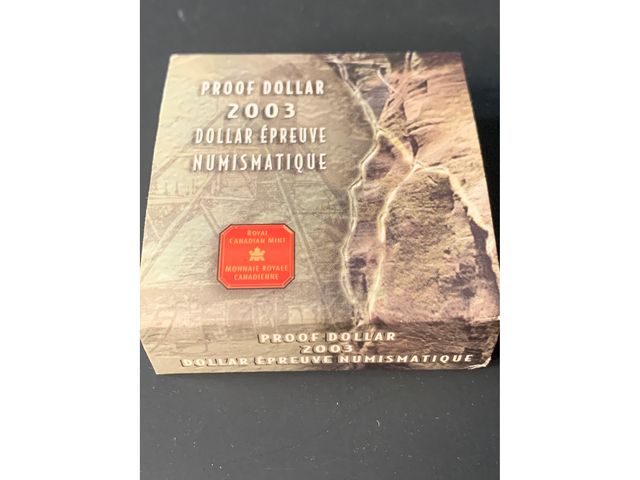 PROOF DOLLAR
2003
DOLLAR ÉPREUVE
NUMISMATIQUE
ROYAL
CANADIAN MINT
MONNAIE ROYALE
CANADIENNE
PROOF DOLLAR
2003
DOLLAR ÉPREUVE NUMISMATIQUE